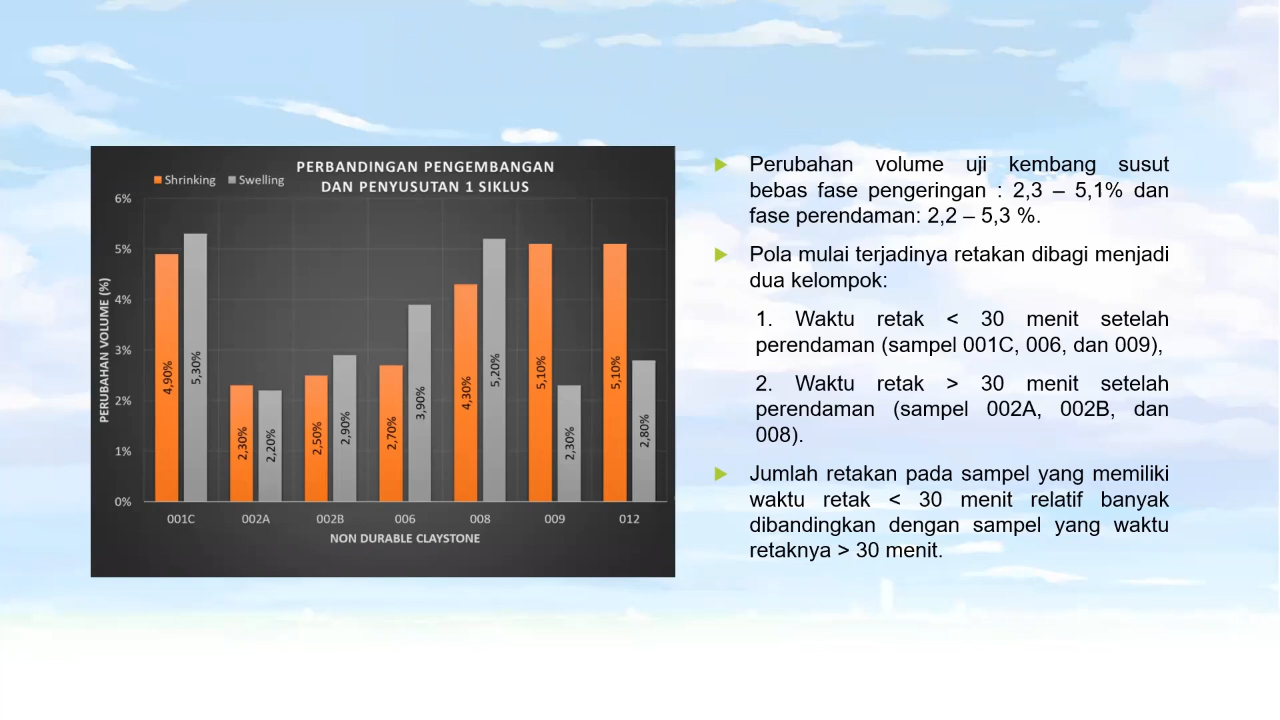 PERBANDINGAN PENGEMBANGAN
DAN PENYUSUTAN 1 SIKLUS
Shrinking Swelling
PERUBAHAN VOLUME (%)
6%
5%
4%
3%
2%
1%
0%
4,90%
5,30%
2,30%
2,20%
2,50%
2,90%
2,70%
3,90%
4,30%
5,20%
5,10%
2,30%
5,10%
2,80%
001C 002A 002B 006 008 009 012
NON DURABLE CLAYSTONE
Perubahan volume uji kembang susut
bebas fase pengeringan : 2,3 – 5,1% dan
fase perendaman: 2,2 – 5,3 %.
Pola mulai terjadinya retakan dibagi menjadi
dua kelompok:
1. Waktu retak < 30 menit setelah
perendaman (sampel 001C, 006, dan 009),
2. Waktu retak > 30 menit setelah
perendaman (sampel 002A, 002B, dan
008).
Jumlah retakan pada sampel yang memiliki
waktu retak < 30 menit relatif banyak
dibandingkan dengan sampel yang waktu
retaknya > 30 menit.